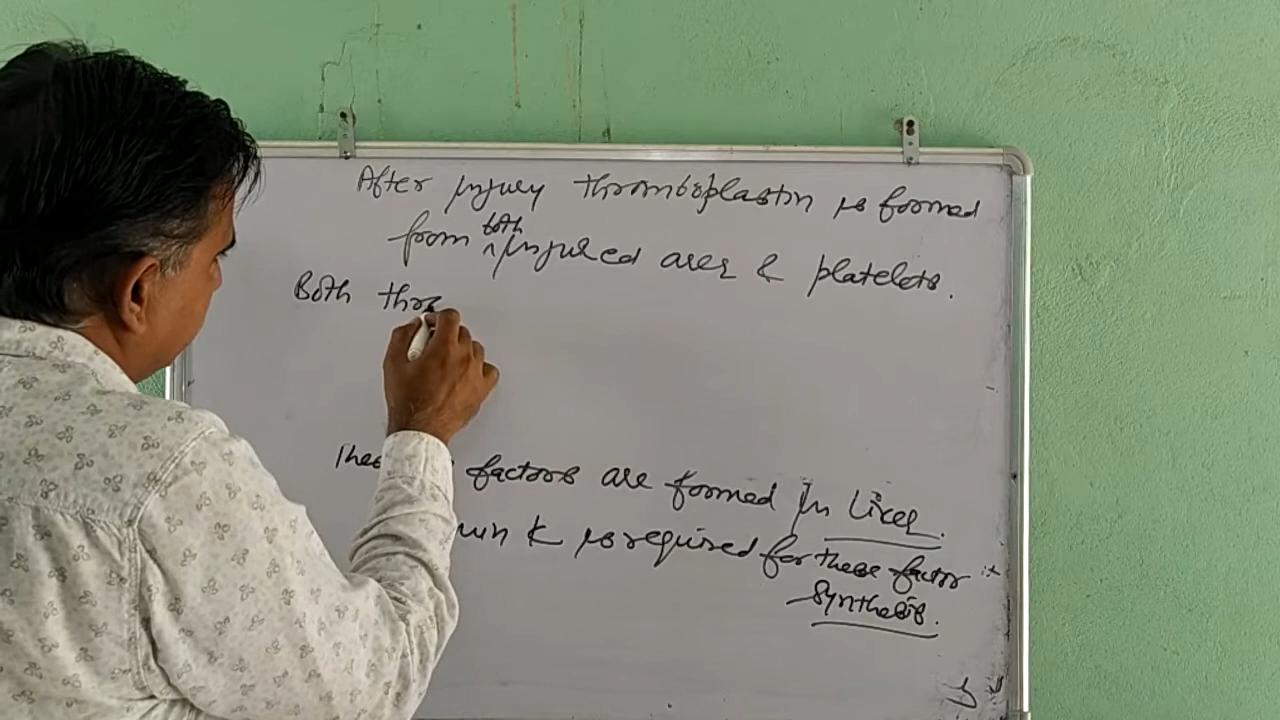 After injury thromboplastin is formed
from both injured area & platelets.
Both thro
These factors are formed in Liver.
min K is required for these factor
synthesis.